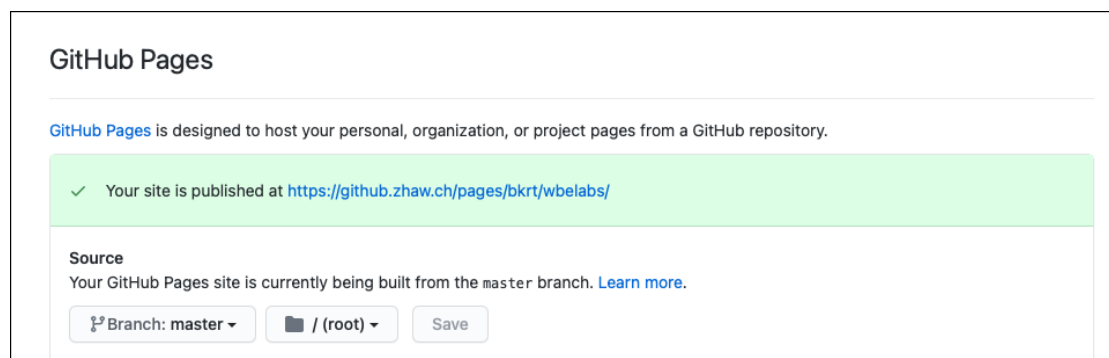 GitHub Pages
GitHub Pages is designed to host your personal, organization, or project pages from a GitHub repository.
Your site is published at https://github.zhaw.ch/pages/bkrt/wbelabs/
Source
Your GitHub Pages site is currently being built from the master branch. Learn more.
Branch: master / (root) Save